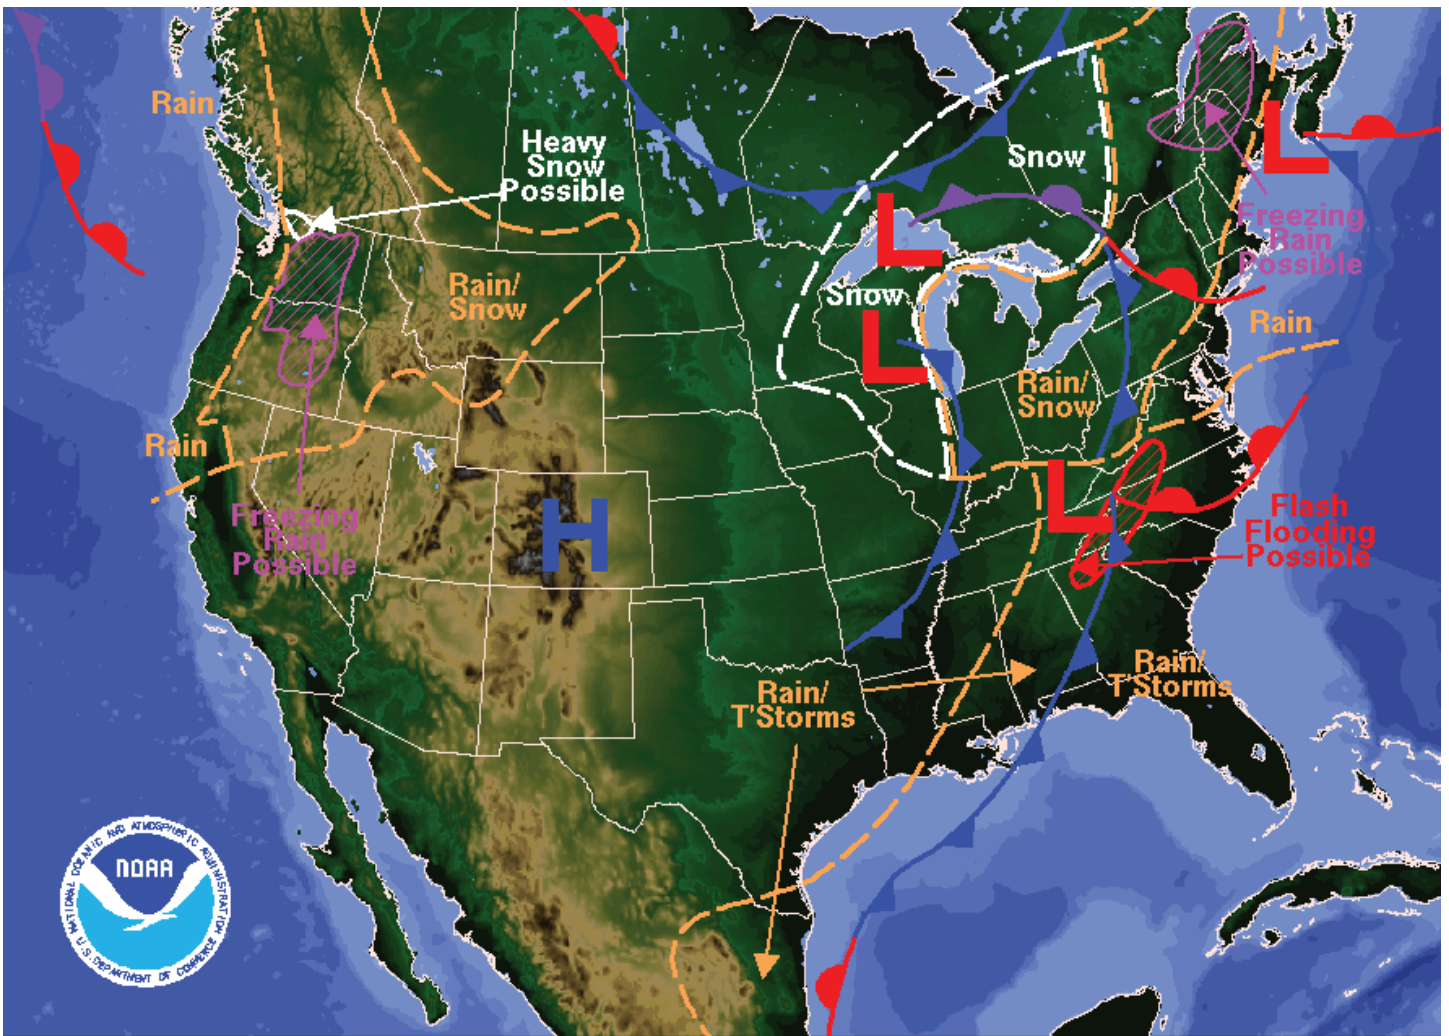 Rain
Heavy
Snow
Possible
Snow
L
L
Freezing
Rain
Possible
Rain/
Snow
Snow
L
Rain
Rain/
Snow
Rain
L
Freezing
Rain
Possible
H
Flash
Flooding
Possible
Rain/
T'Storms
Rain/
T'Storms
NATIONAL OCEANIC AND ATMOSPHERIC ADMINISTRATION
NOAA
U.S. DEPARTMENT OF COMMERCE